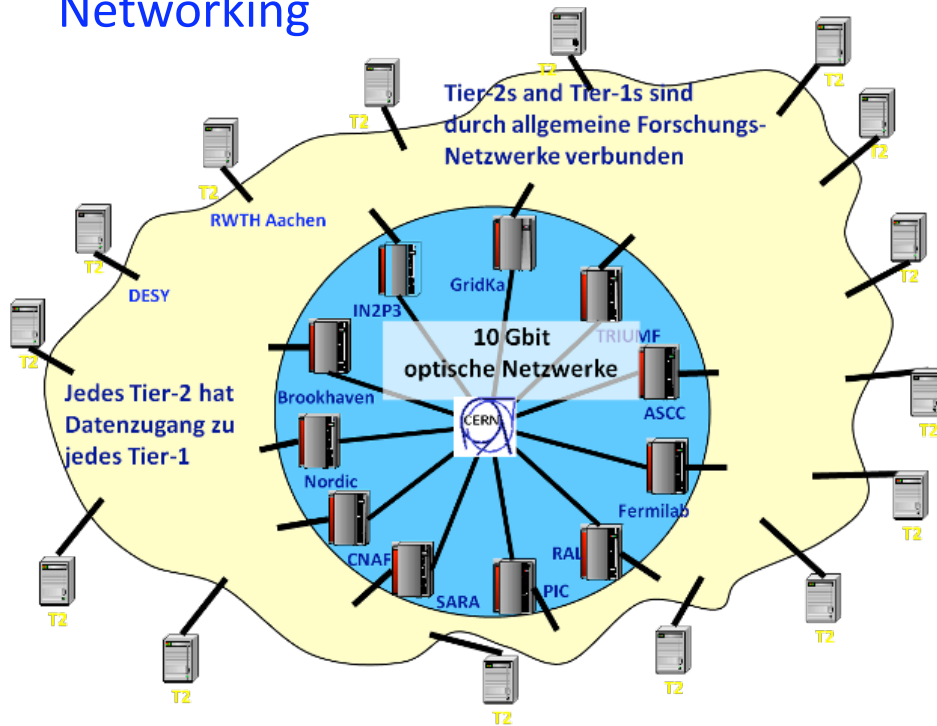 Networking
T2
T2
T2
Tier-2s and Tier-1s sind
durch allgemeine Forschungs-
Netzwerke verbunden
T2
T2
RWTH Aachen
T2
DESY
T2
T2
GridKa
IN2P3
TRIUMF
10 Gbit
optische Netzwerke
T2
Jedes Tier-2 hat
Datenzugang zu
jedes Tier-1
Brookhaven
ASCC
CERN
T2
Nordic
Fermilab
T2
CNAF
RAL
SARA
PIC
T2
T2
T2
T2
T2